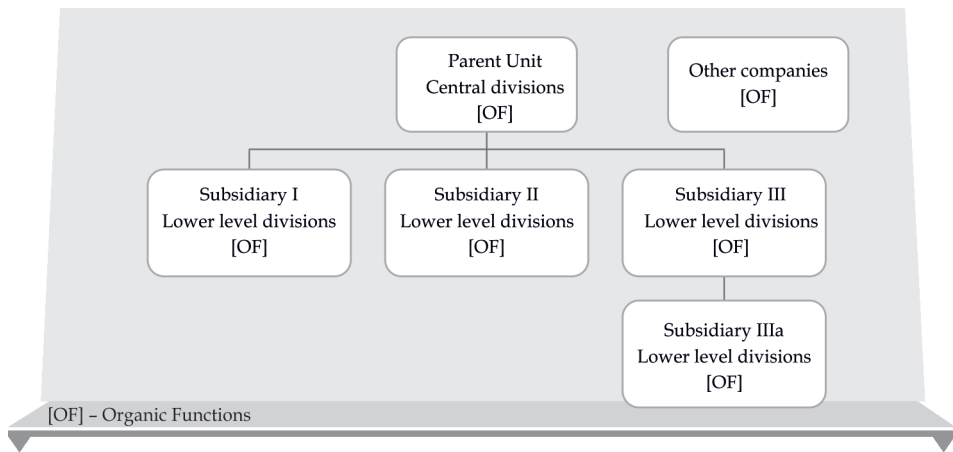 Parent Unit
Central divisions
[OF]
Other companies
[OF]
Subsidiary I
Lower level divisions
[OF]
Subsidiary II
Lower level divisions
[OF]
Subsidiary III
Lower level divisions
[OF]
Subsidiary IIIa
Lower level divisions
[OF]
[OF] – Organic Functions